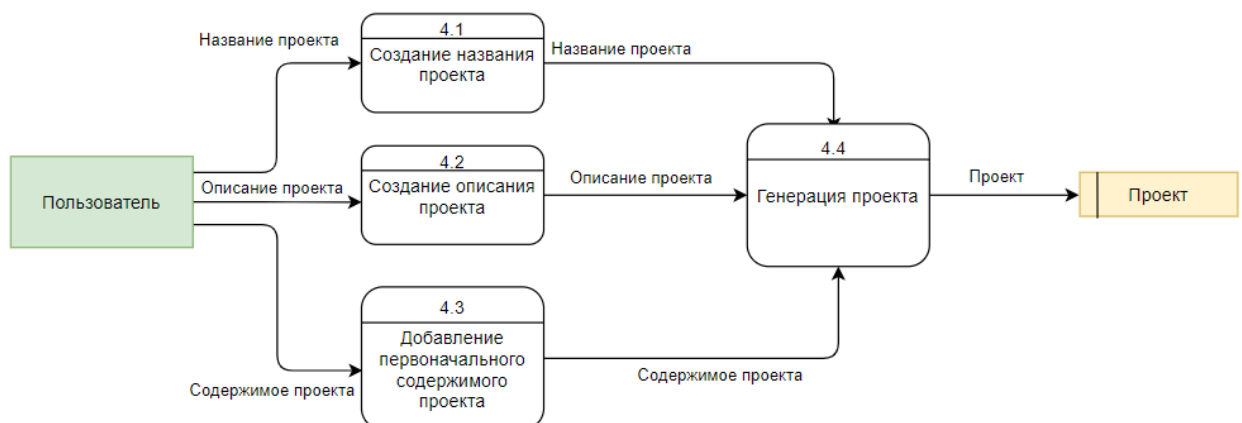 4.1
Название проекта
Создание названия
проекта
Название проекта
4.2
4.4
Пользователь
Описание проекта
Создание описания
проекта
Описание проекта
Генерация проекта
Проект
Проект
4.3
Добавление
первоначального
содержимого
проекта
Содержимое проекта
Содержимое проекта